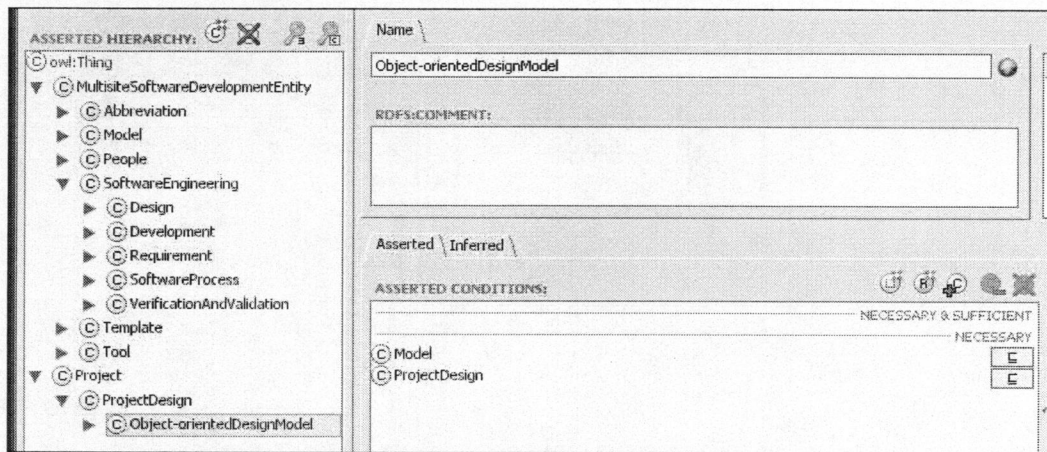 ASSERTED HIERARCHY:
owl:Thing
MultisiteSoftwareDevelopmentEntity
Abbreviation
Model
People
SoftwareEngineering
Design
Development
Requirement
SoftwareProcess
VerificationAndValidation
Template
Tool
Project
ProjectDesign
Object-orientedDesignModel
Name
Object-orientedDesignModel
RDFS:COMMENT:
Asserted
Inferred
ASSERTED CONDITIONS:
NECESSARY & SUFFICIENT
NECESSARY
Model
ProjectDesign